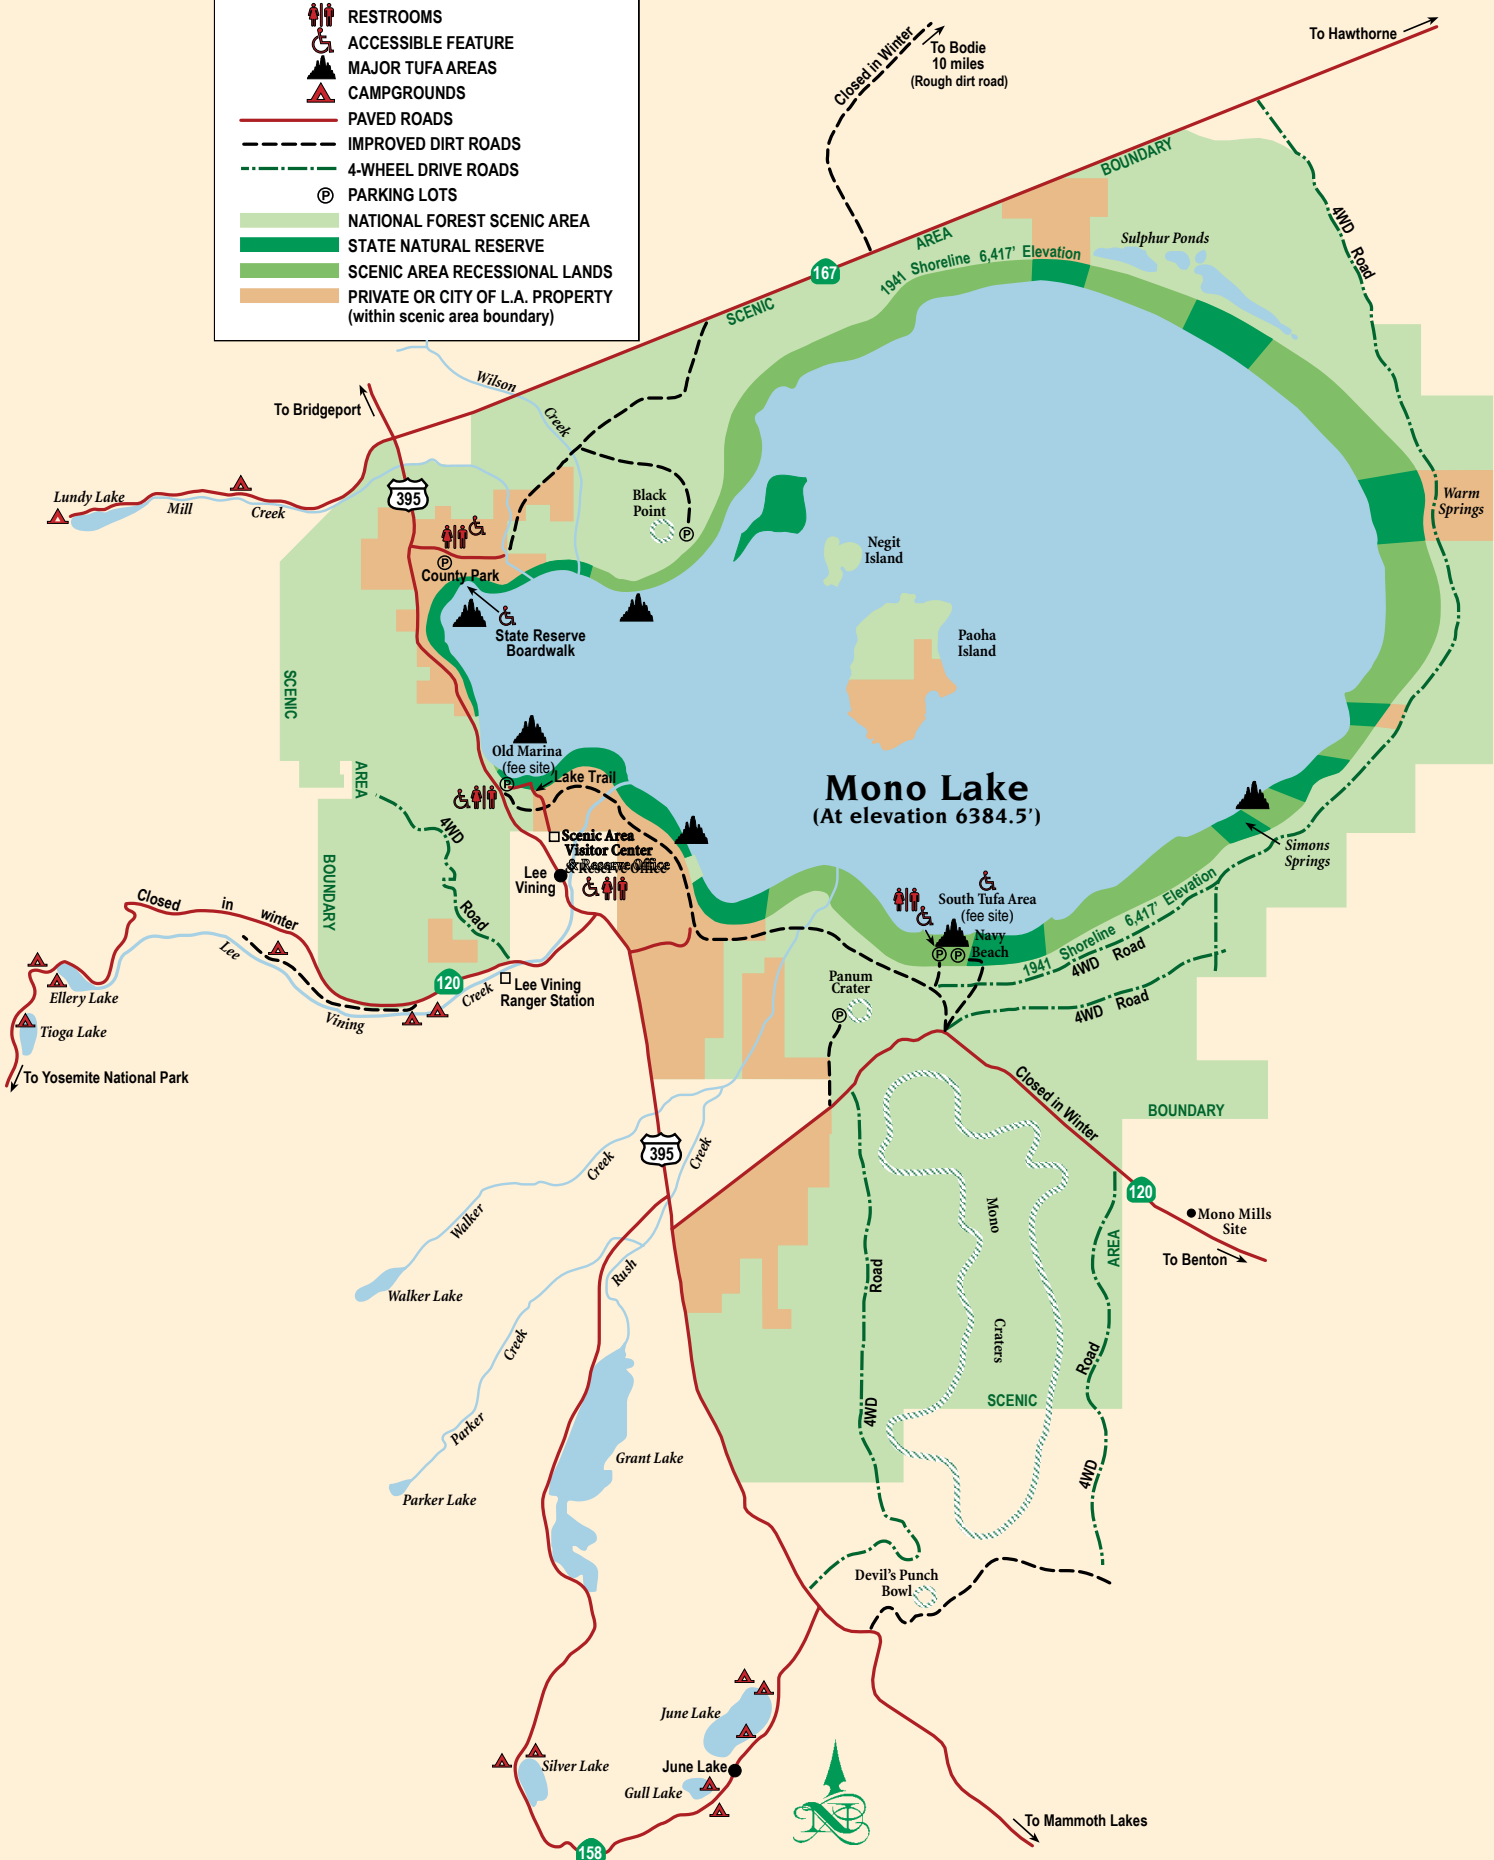 RESTROOMS
ACCESSIBLE FEATURE
MAJOR TUFA AREAS
CAMPGROUNDS
PAVED ROADS
IMPROVED DIRT ROADS
4-WHEEL DRIVE ROADS
P PARKING LOTS
NATIONAL FOREST SCENIC AREA
STATE NATURAL RESERVE
SCENIC AREA RECESSIONAL LANDS
PRIVATE OR CITY OF L.A. PROPERTY
(within scenic area boundary)
Closed in Winter
To Bodie
10 miles
(Rough dirt road)
To Hawthorne
BOUNDARY
AREA
SCENIC
167
1941 Shoreline 6,417' Elevation
Sulphur Ponds
4WD Road
Wilson
Creek
To Bridgeport
395
Lundy Lake
Mill
Creek
Black
Point
P
Warm
Springs
Negit
Island
P
County Park
State Reserve
Boardwalk
Paoha
Island
SCENIC
AREA
BOUNDARY
Old Marina
(fee site)
P
Lake Trail
Mono Lake
(At elevation 6384.5')
4WD
Road
Scenic Area
Visitor Center
& Reserve Office
& Reserve Office
Lee
Vining
Simons
Springs
Closed in winter
Lee
Vining
Creek
120
Lee Vining
Ranger Station
Ellery Lake
Tioga Lake
To Yosemite National Park
South Tufa Area
(fee site)
Navy
Beach
P P
1941 Shoreline 6,417' Elevation
4WD Road
4WD Road
Panum
Crater
P
Closed in Winter
BOUNDARY
120
Mono Mills
Site
To Benton
AREA
395
Creek
Creek
Walker
Walker Lake
Rush
Creek
Parker
Parker Lake
Grant Lake
Mono
Craters
Road
4WD
SCENIC
Road
4WD
Devil's Punch
Bowl
June Lake
June Lake
Gull Lake
Silver Lake
158
N
To Mammoth Lakes